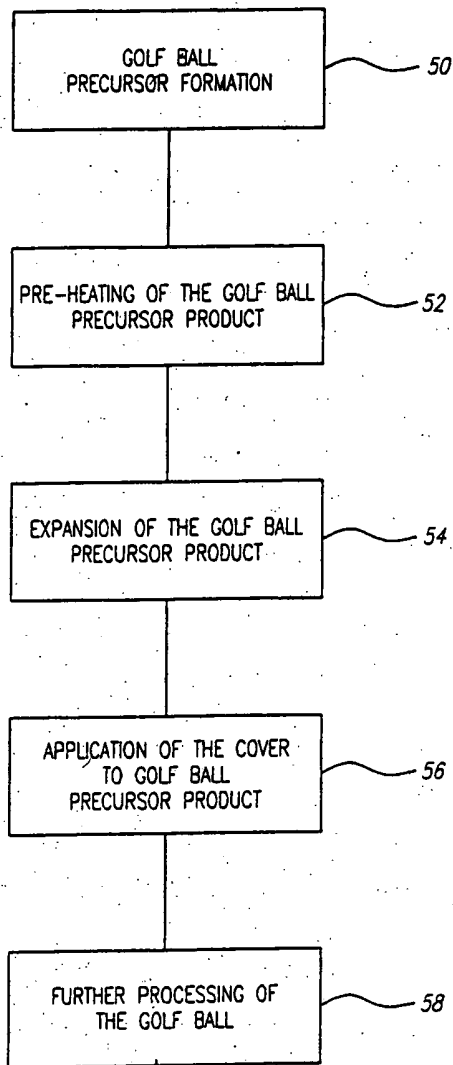 GOLF BALL
PRECURSOR FORMATION
50
PRE-HEATING OF THE GOLF BALL
PRECURSOR PRODUCT
52
EXPANSION OF THE GOLF BALL
PRECURSOR PRODUCT
54
APPLICATION OF THE COVER
TO GOLF BALL
PRECURSOR PRODUCT
56
FURTHER PROCESSING OF
THE GOLF BALL
58